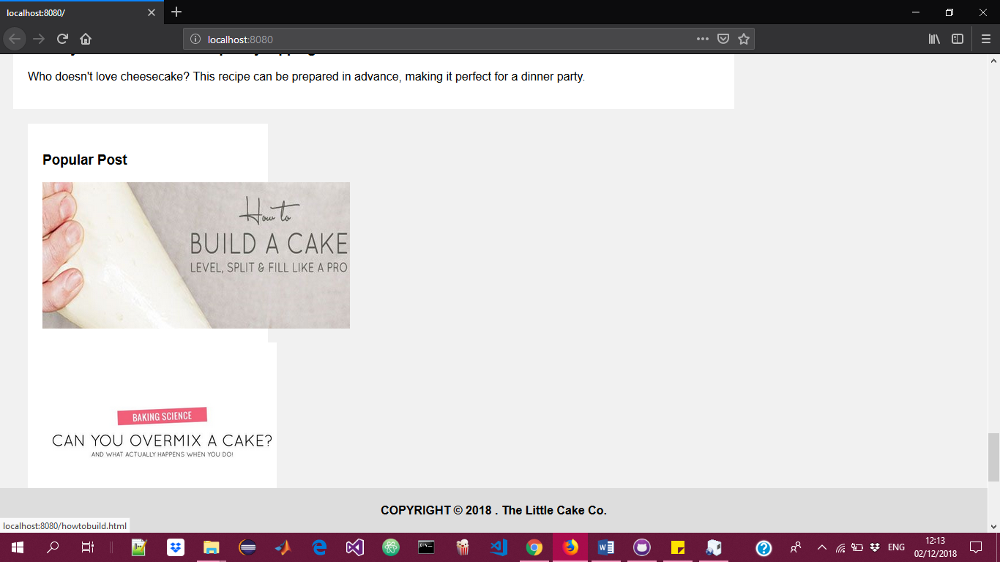 localhost:8080/
localhost:8080
Who doesn't love cheesecake? This recipe can be prepared in advance, making it perfect for a dinner party.
Popular Post
How to
BUILD A CAKE
LEVEL, SPLIT & FILL LIKE A PRO
BAKING SCIENCE
CAN YOU OVERMIX A CAKE?
AND WHAT ACTUALLY HAPPENS WHEN YOU DO!
COPYRIGHT © 2018 . The Little Cake Co.
localhost:8080/howtobuild.html
ENG
12:13
02/12/2018